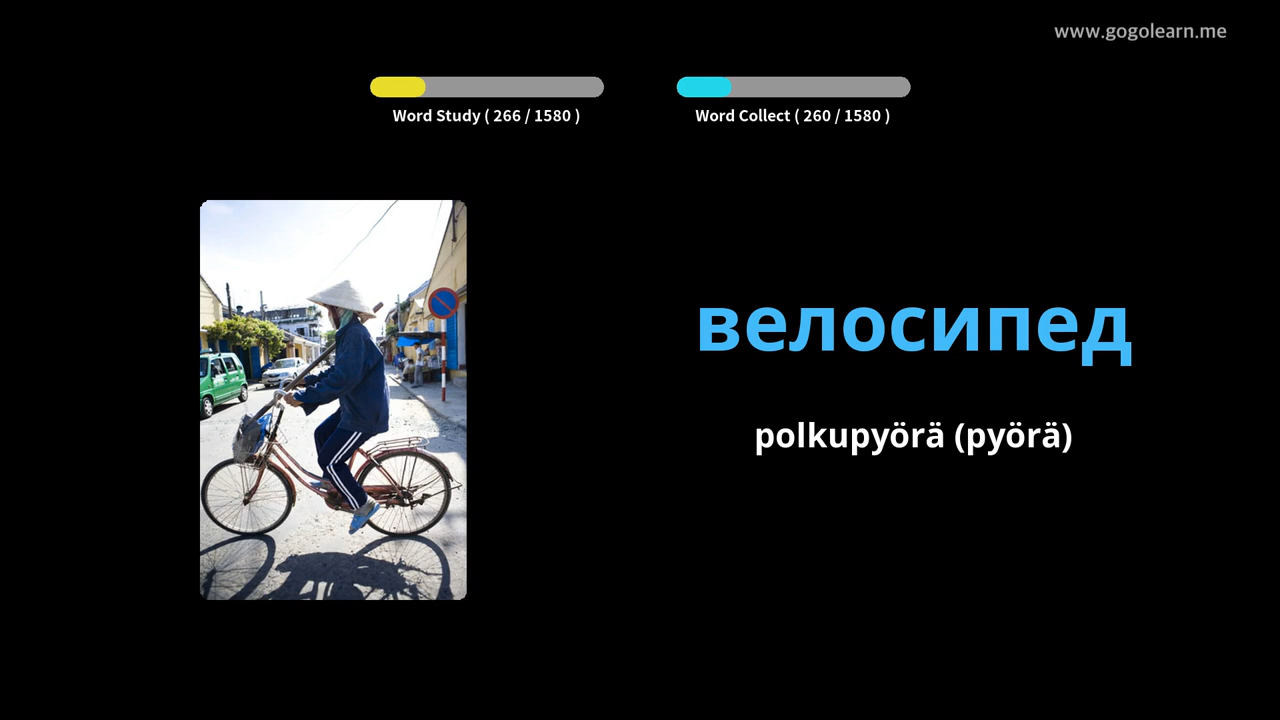 www.gogolearn.me
Word Study ( 266 / 1580 )
Word Collect ( 260 / 1580 )
велосипед
polkupyörä (pyörä)